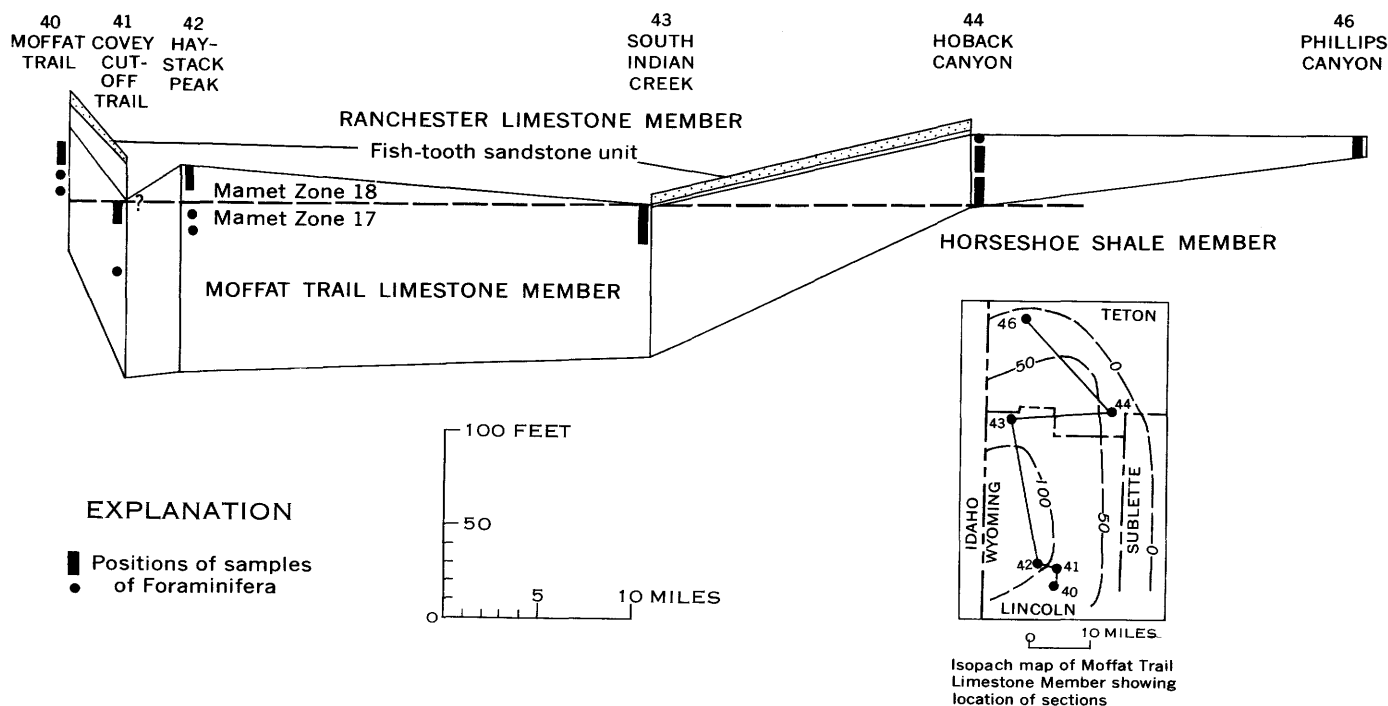 40
MOFFAT
TRAIL
41
COVEY
CUT-
OFF
TRAIL
42
HAY-
STACK
PEAK
43
SOUTH
INDIAN
CREEK
44
HOBACK
CANYON
46
PHILLIPS
CANYON
RANCHESTER LIMESTONE MEMBER
Fish-tooth sandstone unit
Mamet Zone 18
?
Mamet Zone 17
HORSESHOE SHALE MEMBER
MOFFAT TRAIL LIMESTONE MEMBER
100 FEET
50
0
5
10 MILES
EXPLANATION
Positions of samples
of Foraminifera
TETON
46
50
0
44
43
IDAHO
WYOMING
100
50
SUBLETTE
0
42
41
40
LINCOLN
0
10 MILES
Isopach map of Moffat Trail
Limestone Member showing
location of sections